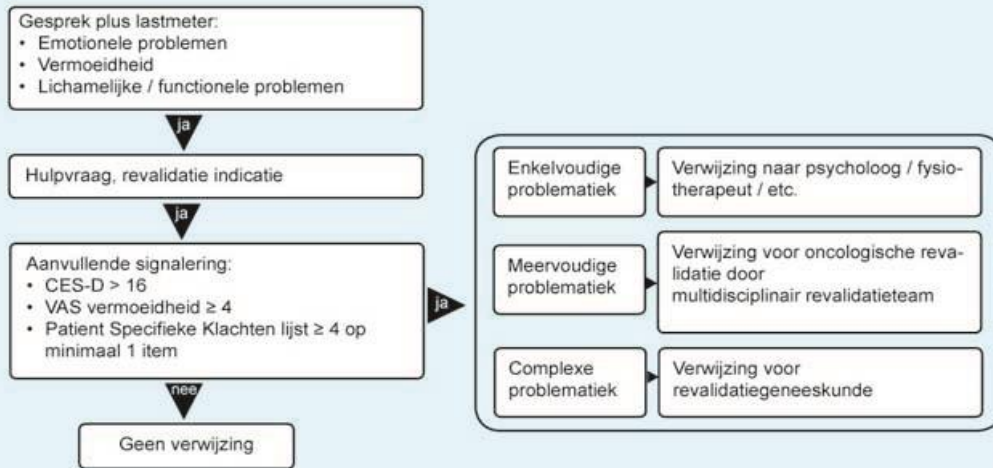 Gesprek plus lastmeter:
• Emotionele problemen
• Vermoeidheid
• Lichamelijke / functionele problemen
ja
Hulpvraag, revalidatie indicatie
ja
Aanvullende signalering:
• CES-D > 16
• VAS vermoeidheid ≥ 4
• Patient Specifieke Klachten lijst ≥ 4 op
minimaal 1 item
ja
nee
Geen verwijzing
Enkelvoudige
problematiek
Verwijzing naar psycholoog / fysio-
therapeut / etc.
Meervoudige
problematiek
Verwijzing voor oncologische reva-
lidatie door
multidisciplinair revalidatieteam
Complexe
problematiek
Verwijzing voor
revalidatiegeneeskunde